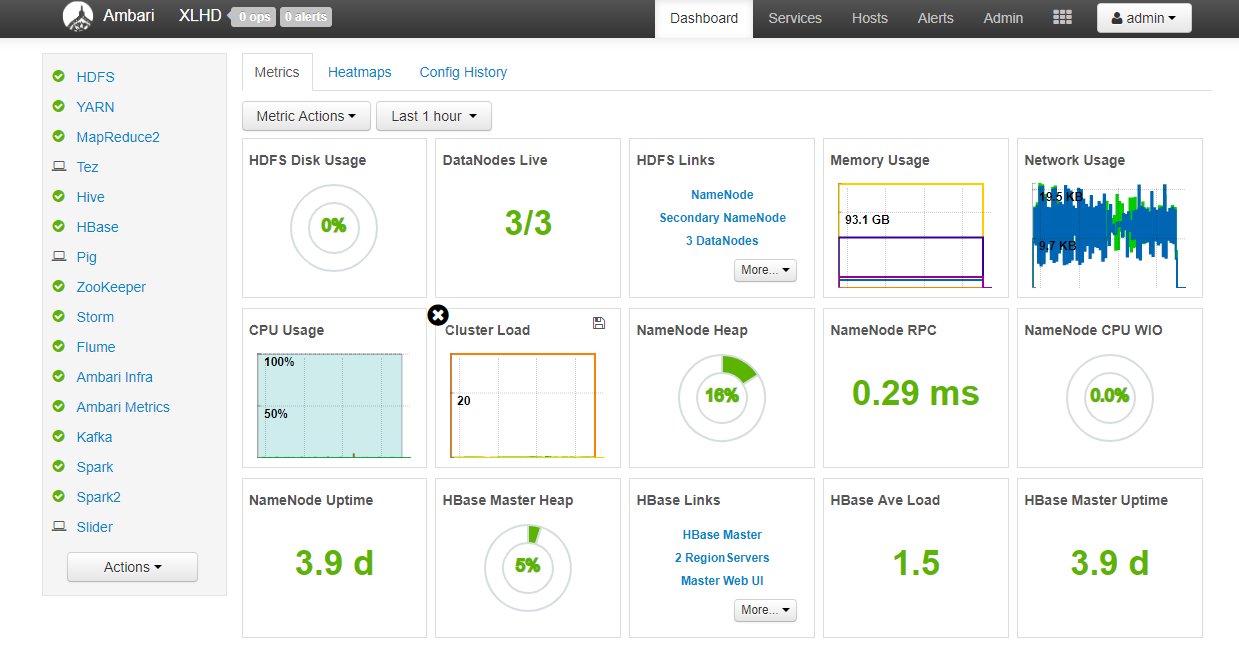 Ambari XLHD 0 ops 0 alerts Dashboard Services Hosts Alerts Admin admin
HDFS
YARN
MapReduce2
Tez
Hive
HBase
Pig
ZooKeeper
Storm
Flume
Ambari Infra
Ambari Metrics
Kafka
Spark
Spark2
Slider
Actions
Metrics Heatmaps Config History
Metric Actions Last 1 hour
HDFS Disk Usage
0%
DataNodes Live
3/3
HDFS Links
NameNode
Secondary NameNode
3 DataNodes
More...
Memory Usage
93.1 GB
Network Usage
19.5 KB
9.7 KB
CPU Usage
100%
50%
Cluster Load
20
NameNode Heap
16%
NameNode RPC
0.29 ms
NameNode CPU WIO
0.0%
NameNode Uptime
3.9 d
HBase Master Heap
5%
HBase Links
HBase Master
2 RegionServers
Master Web UI
More...
HBase Ave Load
1.5
HBase Master Uptime
3.9 d